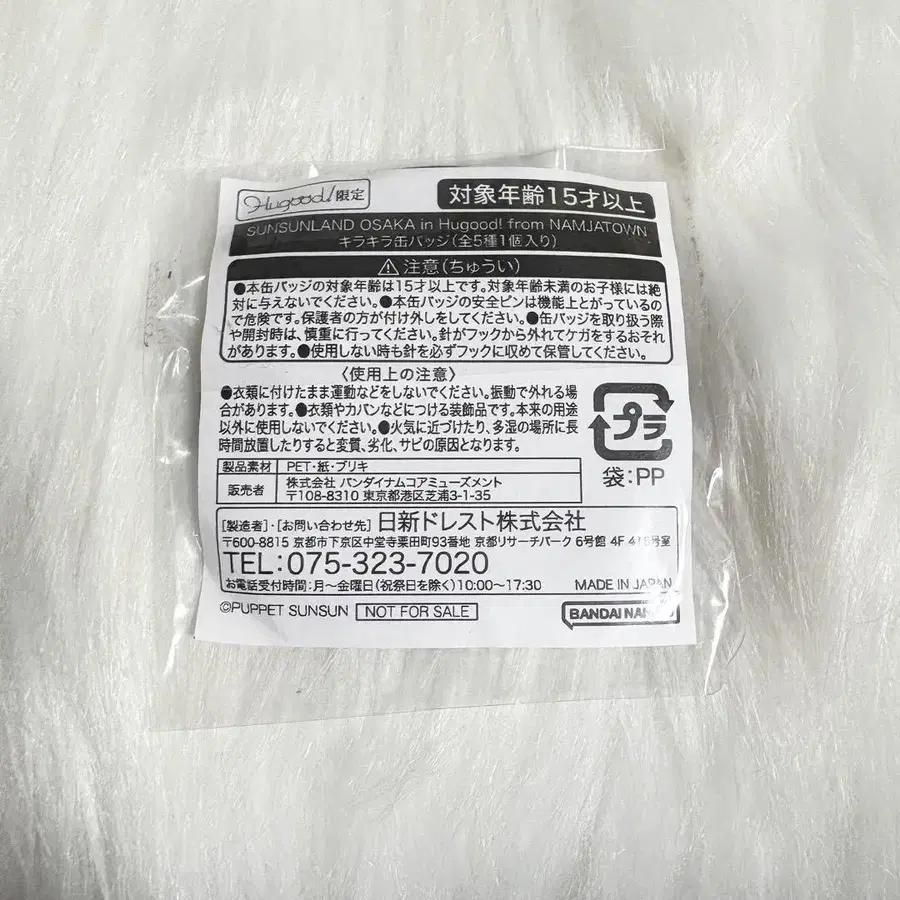 Hugood!限定
対象年齢15才以上
SUNSUNLAND OSAKA in Hugood! from NAMJATOWN
キラキラ缶バッジ(全5種1個入り)
⚠注意(ちゅうい)
●本缶バッジの対象年齢は15才以上です。対象年齢未満のお子様には絶
対に与えないでください。●本缶バッジの安全ピンは機能上とがっているの
で危険です。保護者の方が付け外しをしてください。●缶バッジを取り扱う際
や開封時は、慎重に行ってください。針がフックから外れてケガをするおそれ
があります。●使用しない時も針を必ずフックに収めて保管してください。
〈使用上の注意〉
●衣類に付けたまま運動などをしないでください。振動で外れる場
合があります。●衣類やカバンなどにつける装飾品です。本来の用途
以外に使用しないでください。●火気に近づけたり、多湿の場所に長
時間放置したりすると変質、劣化、サビの原因となります。
プラ
袋:PP
製品素材 PET・紙・ブリキ
販売者 株式会社 バンダイナムコアミューズメント
〒108-8310 東京都港区芝浦3-1-35
[製造者]・[お問い合わせ先] 日新ドレスト株式会社
〒600-8815 京都市下京区中堂寺粟田町93番地 京都リサーチパーク 6号館 4F 号室
TEL:075-323-7020
お電話受付時間:月~金曜日(祝祭日を除く)10:00~17:30
MADE IN JAPAN
©PUPPET SUNSUN NOT FOR SALE
BANDAI